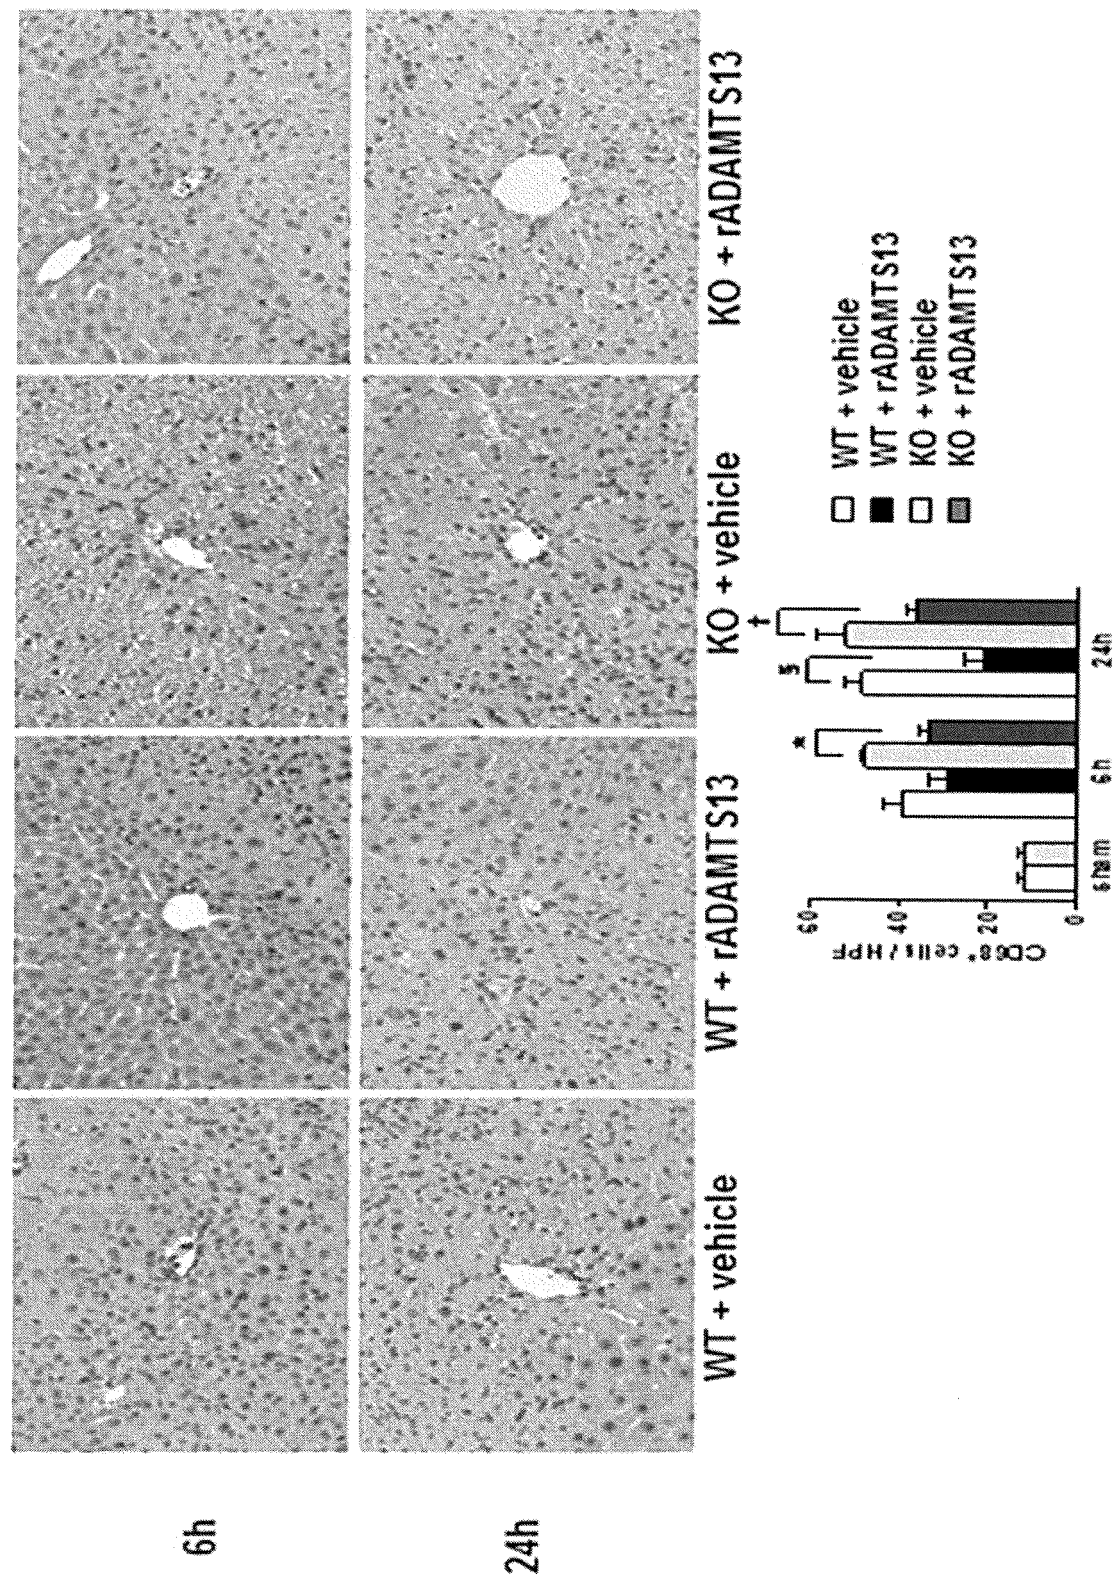 6h
24h
WT + vehicle
WT + rADAMTS13
KO + vehicle
KO + rADAMTS13
CD68+ cells / HPF
60
40
20
0
sham
6h
24h
*
§
†
WT + vehicle
WT + rADAMTS13
KO + vehicle
KO + rADAMTS13